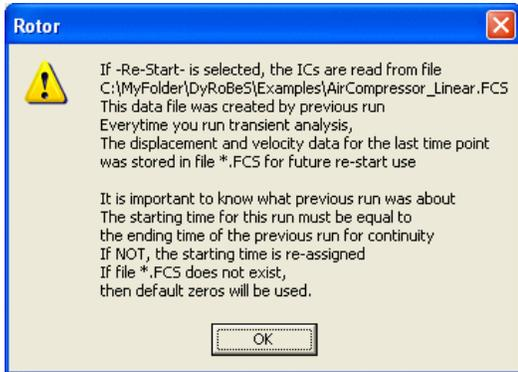 Rotor
If -Re-Start- is selected, the ICs are read from file
C:\MyFolder\DyRoBeS\Examples\AirCompressor_Linear.FCS
This data file was created by previous run
Everytime you run transient analysis,
The displacement and velocity data for the last time point
was stored in file *.FCS for future re-start use
It is important to know what previous run was about
The starting time for this run must be equal to
the ending time of the previous run for continuity
If NOT, the starting time is re-assigned
If file *.FCS does not exist,
then default zeros will be used.
OK